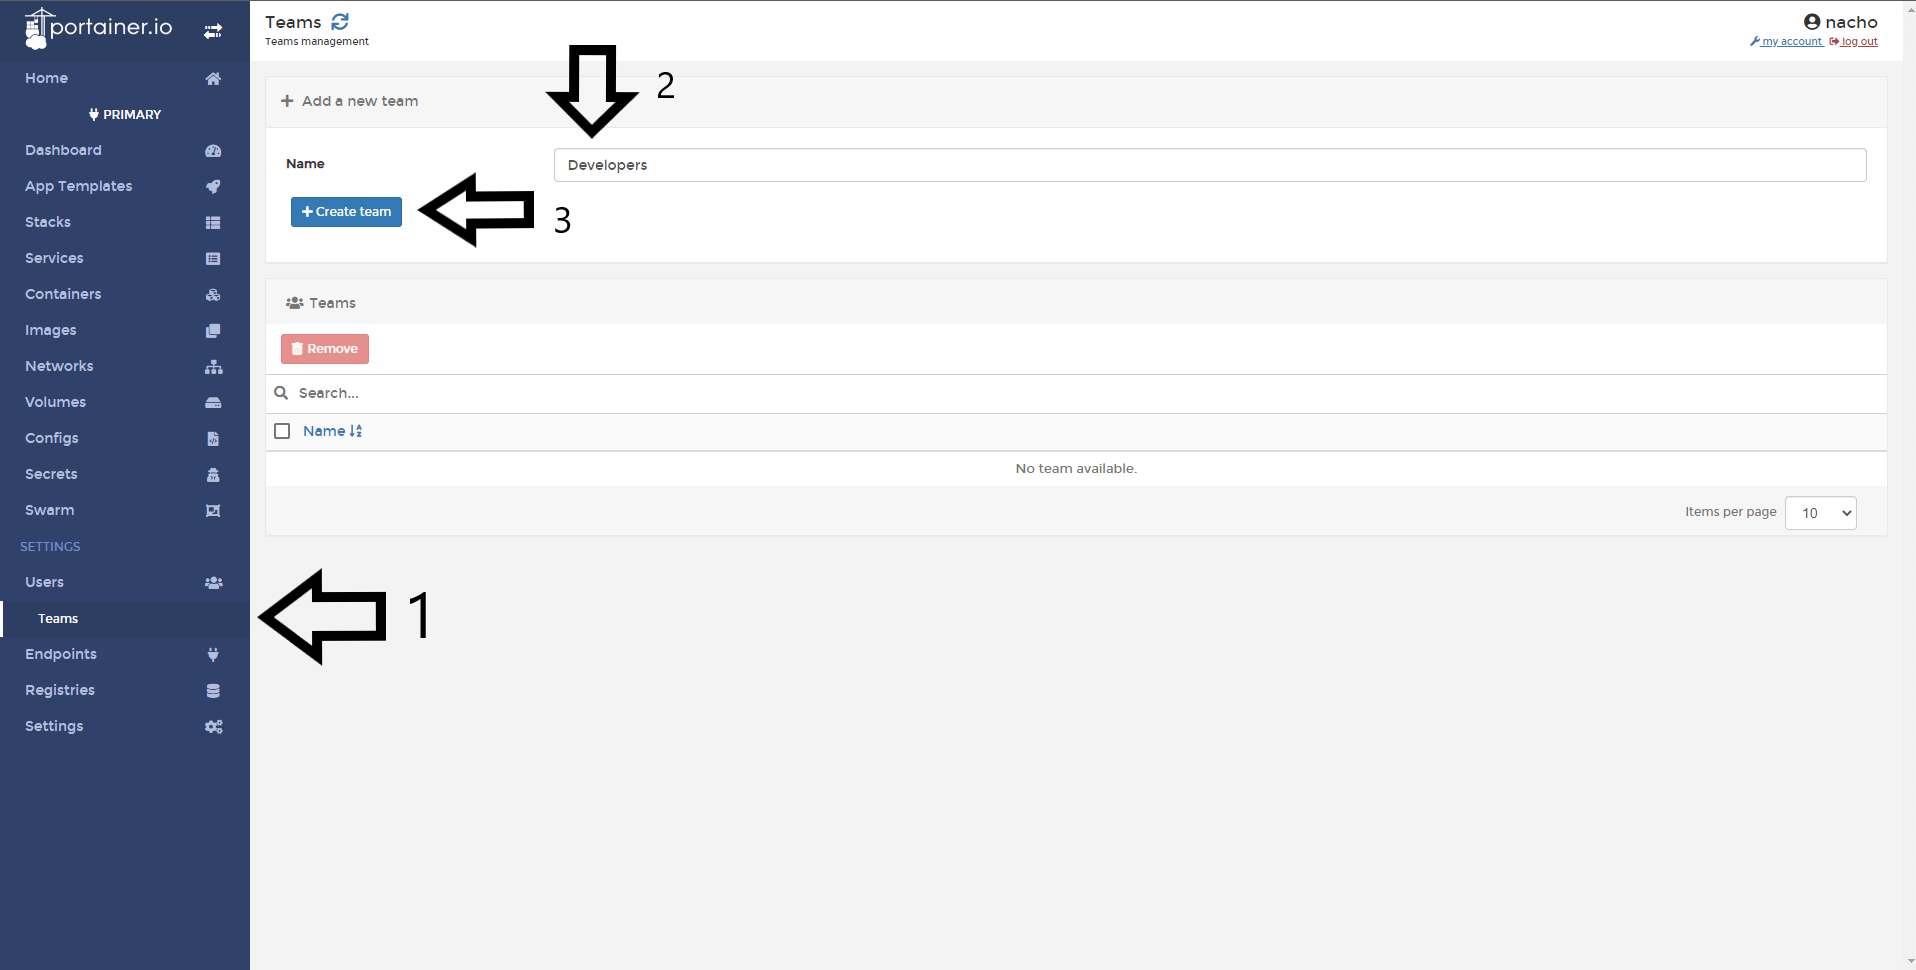 portainer.io
Home
PRIMARY
Dashboard
App Templates
Stacks
Services
Containers
Images
Networks
Volumes
Configs
Secrets
Swarm
SETTINGS
Users
Teams
Endpoints
Registries
Settings
Teams
Teams management
nacho
my account log out
2
Add a new team
Name
Developers
Create team
3
Teams
Remove
Search...
Name
No team available.
Items per page 10
1